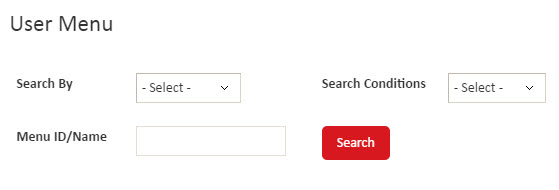 User Menu
Search By - Select - Search Conditions - Select -
Menu ID/Name Search